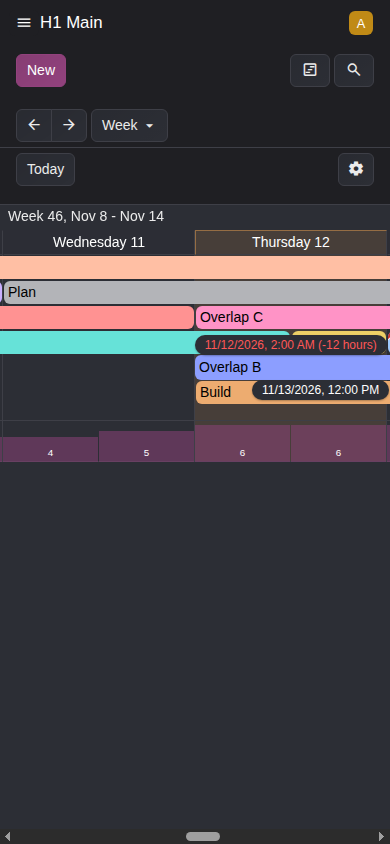 H1 Main
A
New
Week
Today
Week 46, Nov 8 - Nov 14
Wednesday 11
Thursday 12
Plan
Overlap C
11/12/2026, 2:00 AM (-12 hours)
Overlap B
Build
11/13/2026, 12:00 PM
4
5
6
6